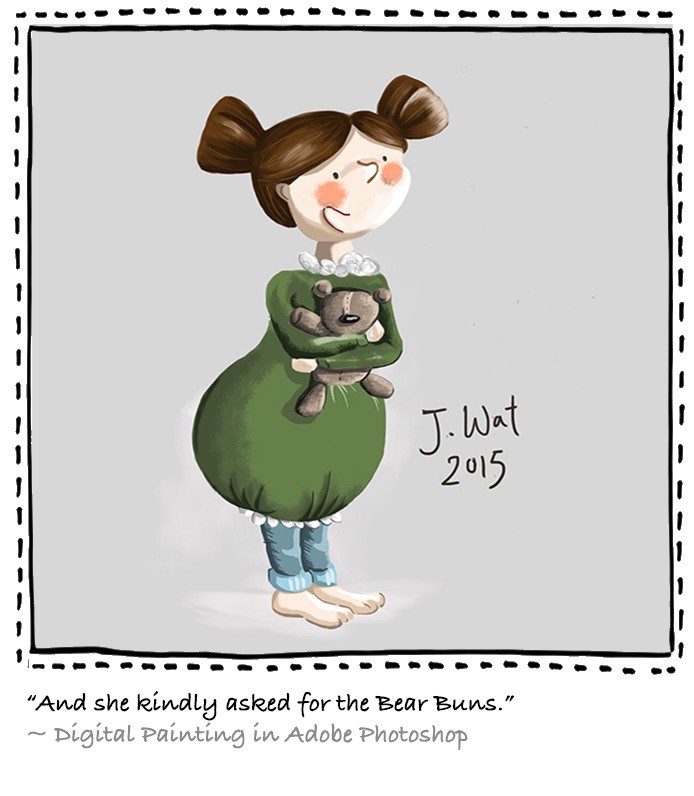 J. Wat
2015
“And she kindly asked for the Bear Buns.”
~ Digital Painting in Adobe Photoshop